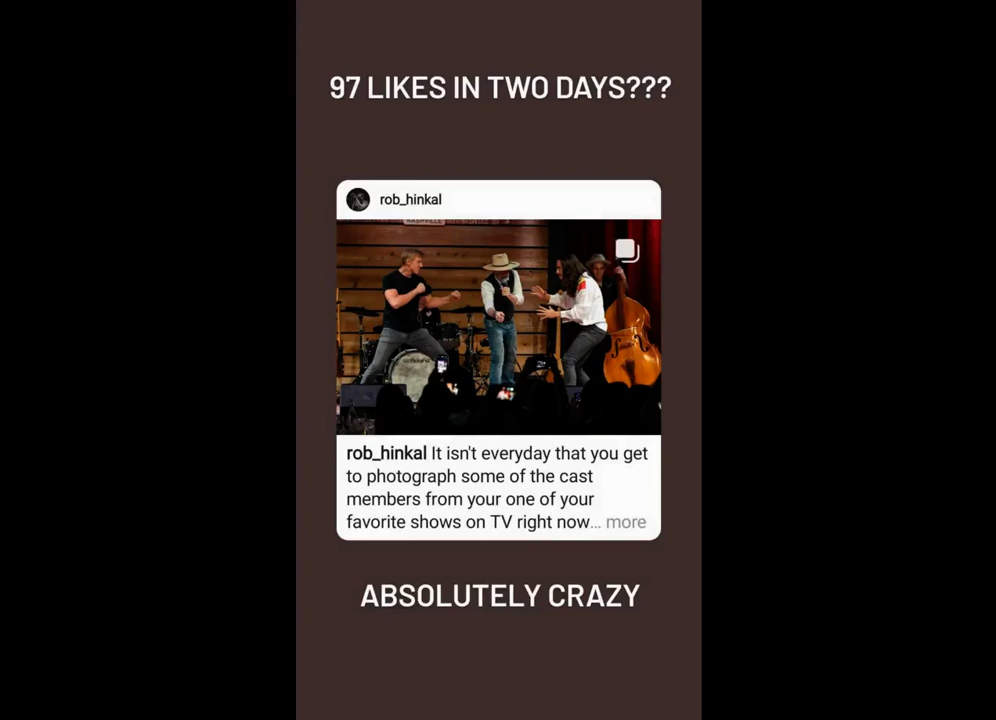 97 LIKES IN TWO DAYS???
rob_hinkal
NASHVILLE
rob_hinkal It isn't everyday that you get
to photograph some of the cast
members from your one of your
favorite shows on TV right now... more
ABSOLUTELY CRAZY